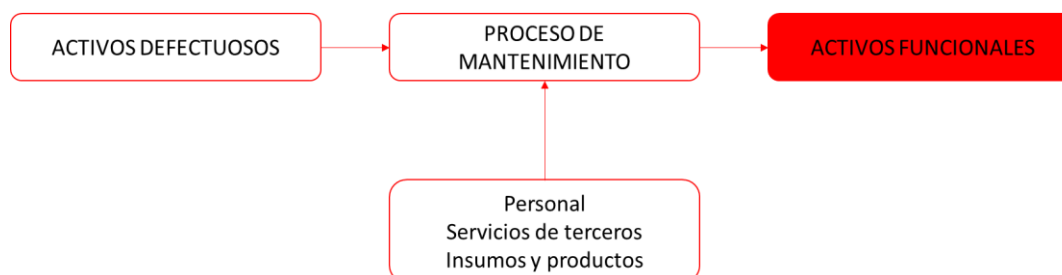 ACTIVOS DEFECTUOSOS
PROCESO DE
MANTENIMIENTO
ACTIVOS FUNCIONALES
Personal
Servicios de terceros
Insumos y productos